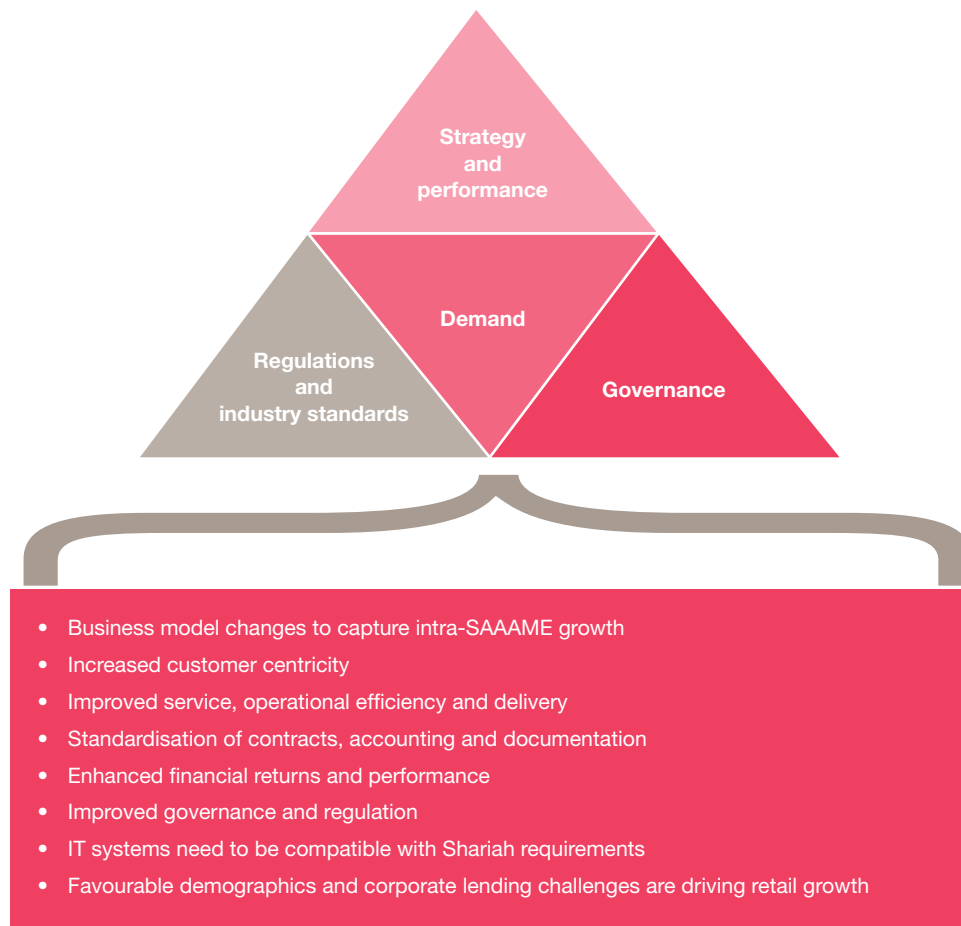 Strategy
and
performance
Demand
Regulations
and
industry standards
Governance
• Business model changes to capture intra-SAAAME growth
• Increased customer centricity
• Improved service, operational efficiency and delivery
• Standardisation of contracts, accounting and documentation
• Enhanced financial returns and performance
• Improved governance and regulation
• IT systems need to be compatible with Shariah requirements
• Favourable demographics and corporate lending challenges are driving retail growth